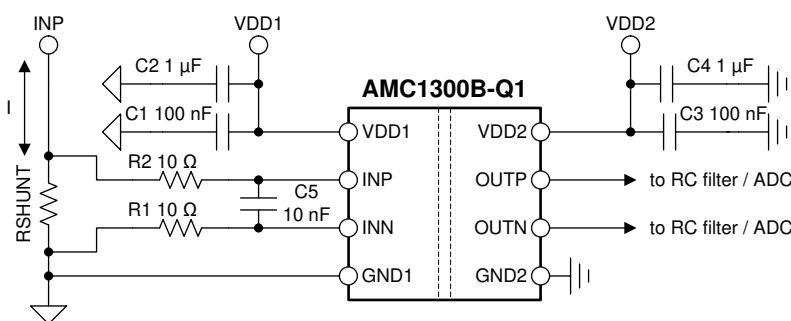 INP
VDD1
VDD2
C2 1 µF
C4 1 µF
AMC1300B-Q1
I
C1 100 nF
C3 100 nF
VDD1
VDD2
R2 10 Ω
INP
OUTP
to RC filter / ADC
RSHUNT
C5
10 nF
R1 10 Ω
INN
OUTN
to RC filter / ADC
GND1
GND2